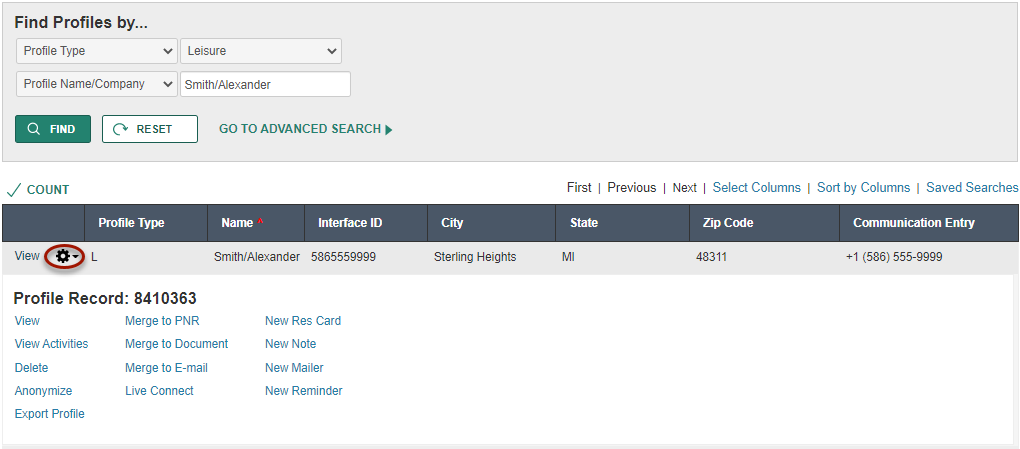 Find Profiles by...
Profile Type Leisure
Profile Name/Company Smith/Alexander
FIND RESET GO TO ADVANCED SEARCH
COUNT First | Previous | Next | Select Columns | Sort by Columns | Saved Searches
Profile Type Name ^ Interface ID City State Zip Code Communication Entry
View L Smith/Alexander 5865559999 Sterling Heights MI 48311 +1 (586) 555-9999
Profile Record: 8410363
View Merge to PNR New Res Card
View Activities Merge to Document New Note
Delete Merge to E-mail New Mailer
Anonymize Live Connect New Reminder
Export Profile